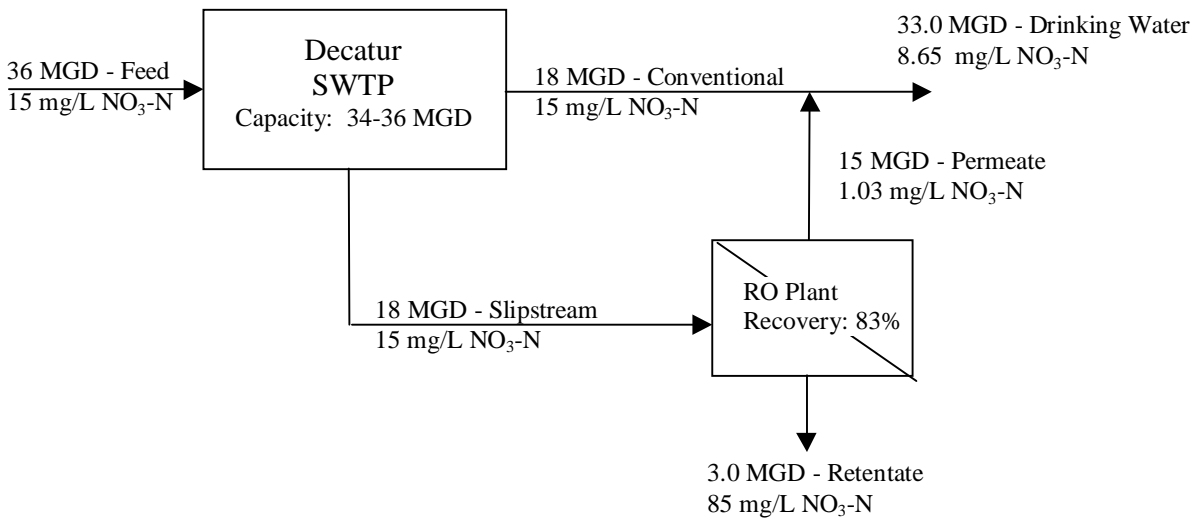 36 MGD - Feed
15 mg/L NO₃-N
Decatur
SWTP
Capacity: 34-36 MGD
18 MGD - Conventional
15 mg/L NO₃-N
33.0 MGD - Drinking Water
8.65 mg/L NO₃-N
15 MGD - Permeate
1.03 mg/L NO₃-N
18 MGD - Slipstream
15 mg/L NO₃-N
RO Plant
Recovery: 83%
3.0 MGD - Retentate
85 mg/L NO₃-N